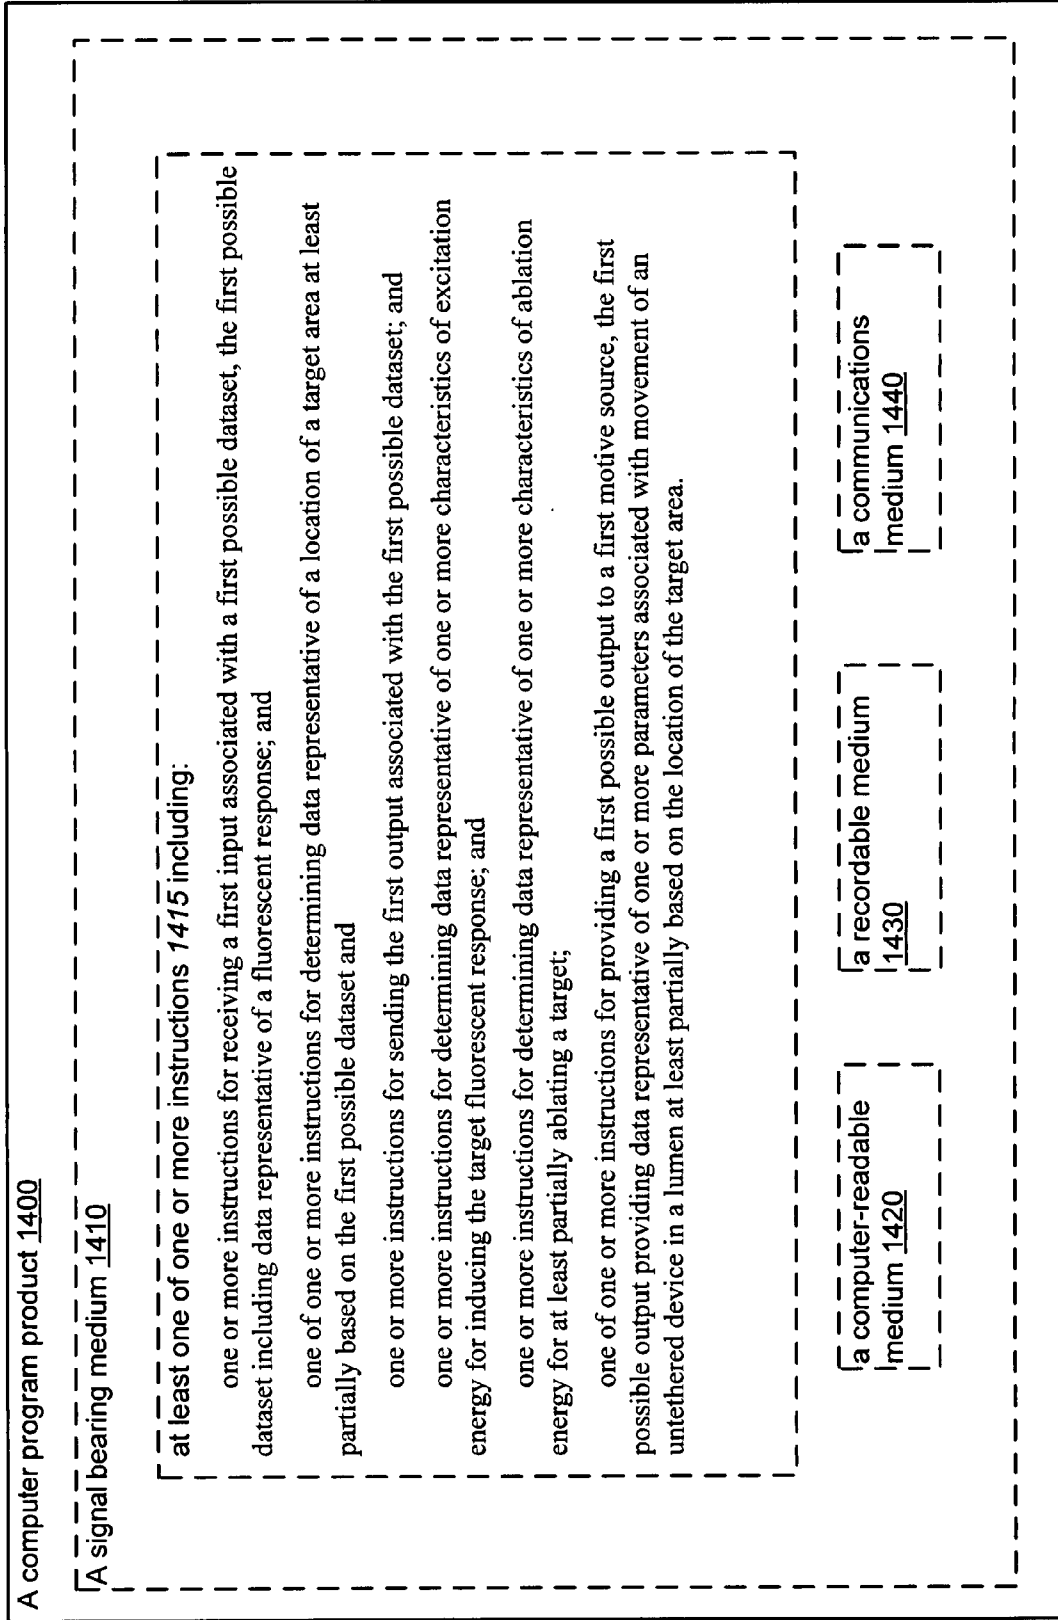 A computer program product 1400
A signal bearing medium 1410
at least one of one or more instructions 1415 including:
one or more instructions for receiving a first input associated with a first possible dataset, the first possible
dataset including data representative of a fluorescent response; and
one of one or more instructions for determining data representative of a location of a target area at least
partially based on the first possible dataset and
one or more instructions for sending the first output associated with the first possible dataset; and
one or more instructions for determining data representative of one or more characteristics of excitation
energy for inducing the target fluorescent response; and
one or more instructions for determining data representative of one or more characteristics of ablation
energy for at least partially ablating a target;
one of one or more instructions for providing a first possible output to a first motive source, the first
possible output providing data representative of one or more parameters associated with movement of an
untethered device in a lumen at least partially based on the location of the target area.
a computer-readable
medium 1420
a recordable medium
1430
a communications
medium 1440